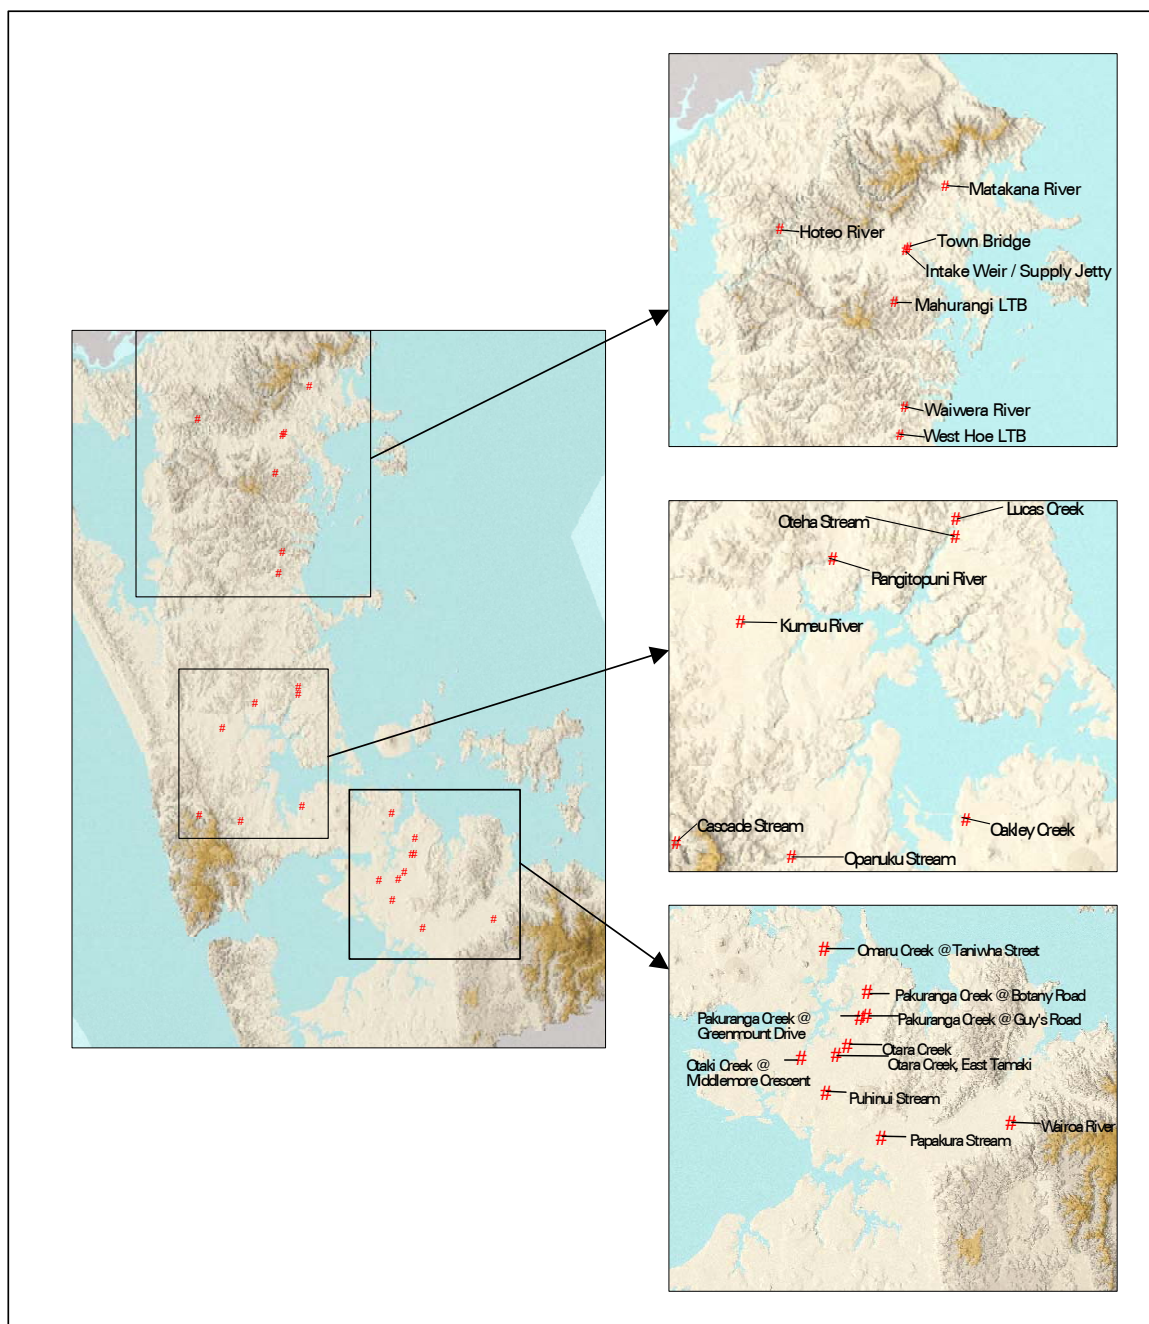 Matakana River
Hoteo River
Town Bridge
Intake Weir / Supply Jetty
Mahurangi LTB
Waiwera River
West Hoe LTB
Lucas Creek
Oteha Stream
Rangitopuni River
Kumeu River
Cascade Stream
Oakley Creek
Opanuku Stream
Omaru Creek @ Taniwha Street
Pakuranga Creek @ Botany Road
Pakuranga Creek @
Greenmount Drive
Pakuranga Creek @ Guy's Road
Otara Creek
Otara Creek, East Tamaki
Otaki Creek @
Middlemore Crescent
Puhinui Stream
Wairoa River
Papakura Stream